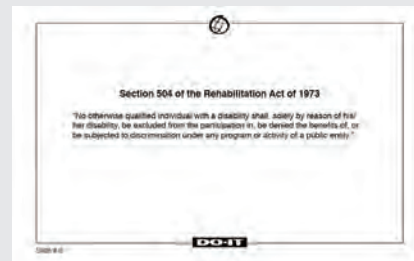 Section 504 of the Rehabilitation Act of 1973
"No otherwise qualified individual with a disability shall, solely by reason of his/
her disability, be excluded from the participation in, be denied the benefits of, or
be subjected to discrimination under any program or activity of a public entity."
DO-IT